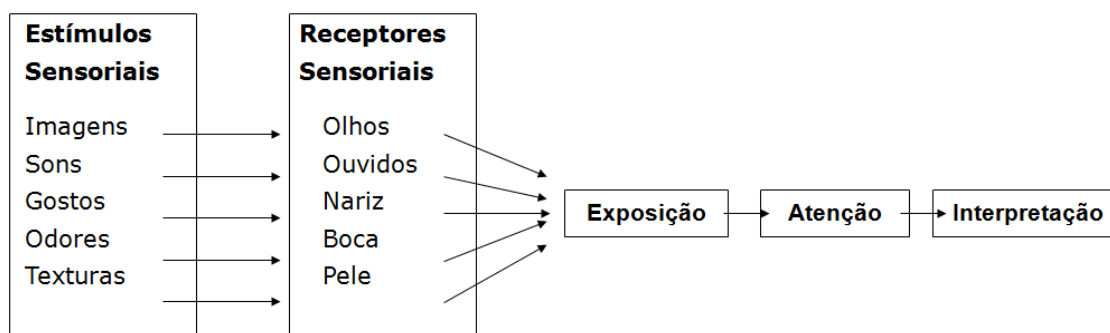 Estímulos
Sensoriais
Imagens
Sons
Gostos
Odores
Texturas
Receptores
Sensoriais
Olhos
Ouvidos
Nariz
Boca
Pele
Exposição
Atenção
Interpretação